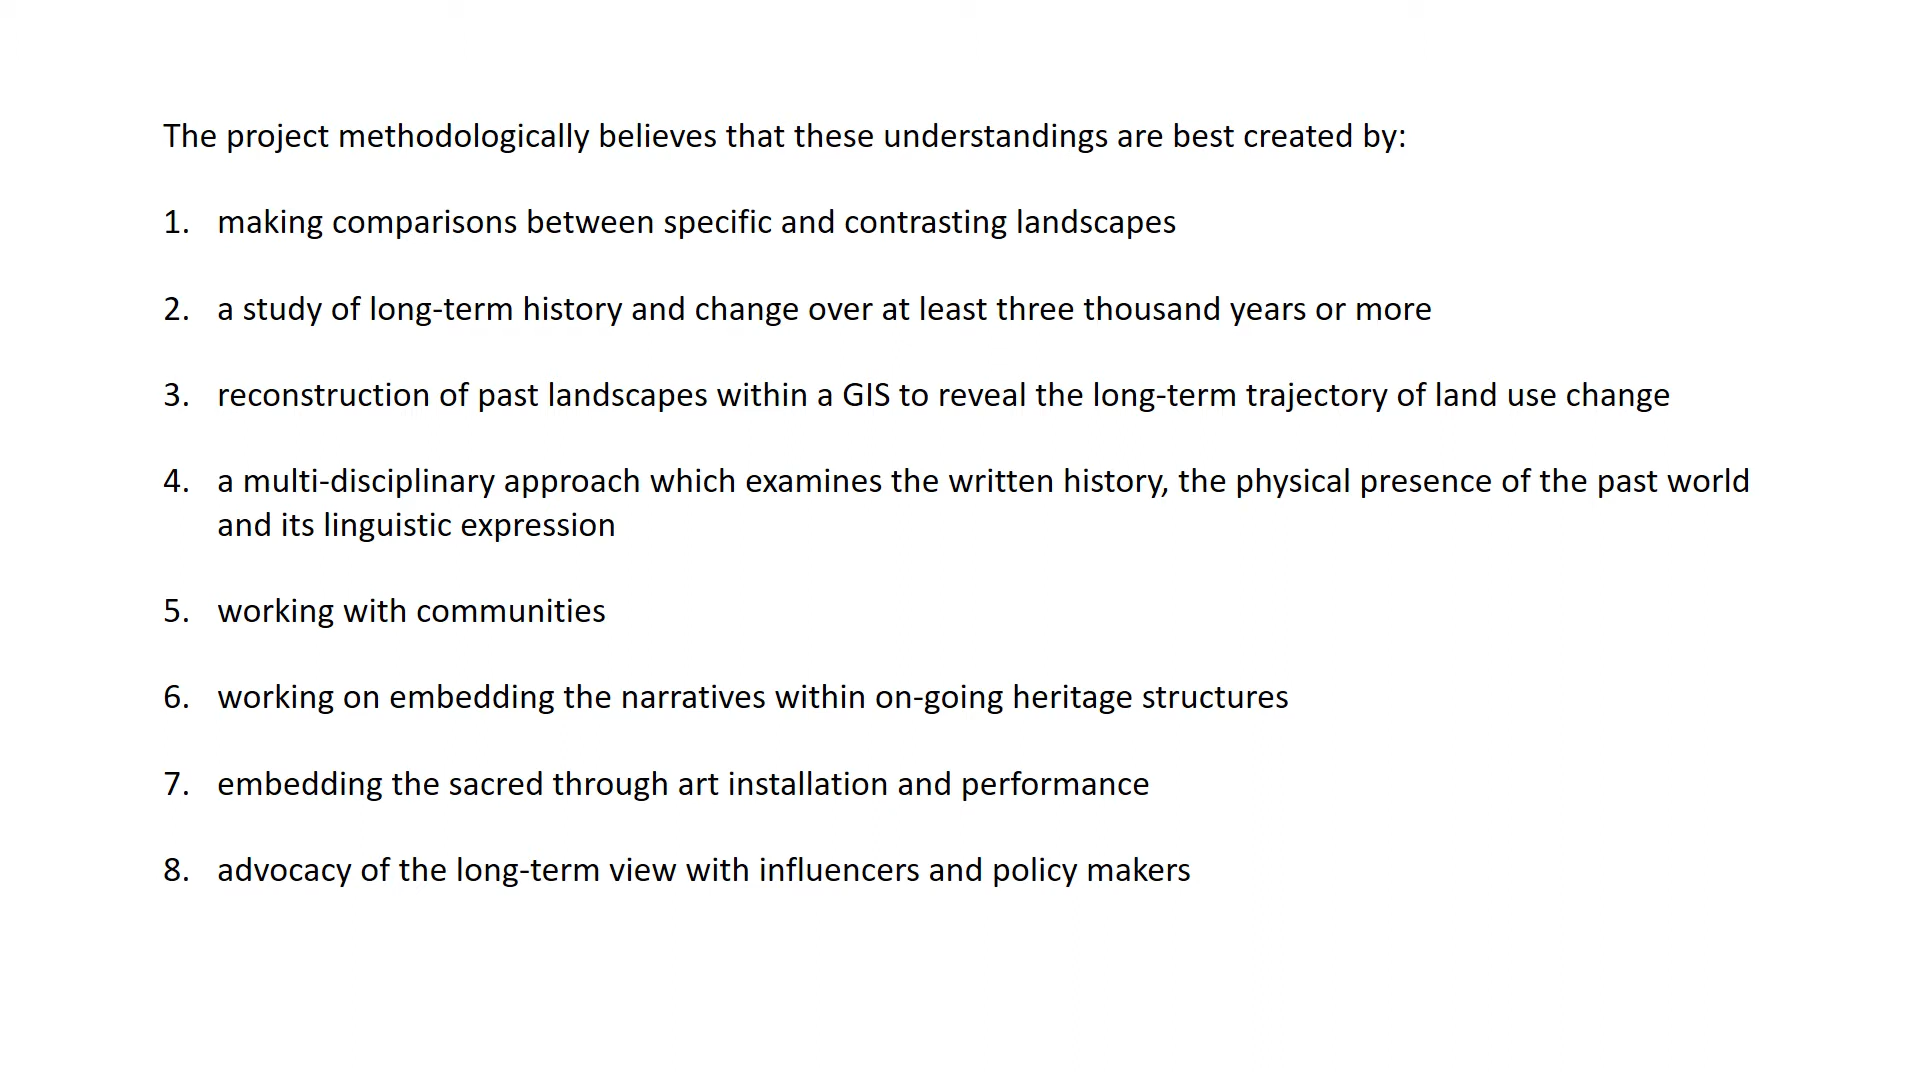 The project methodologically believes that these understandings are best created by:
1. making comparisons between specific and contrasting landscapes
2. a study of long-term history and change over at least three thousand years or more
3. reconstruction of past landscapes within a GIS to reveal the long-term trajectory of land use change
4. a multi-disciplinary approach which examines the written history, the physical presence of the past world
and its linguistic expression
5. working with communities
6. working on embedding the narratives within on-going heritage structures
7. embedding the sacred through art installation and performance
8. advocacy of the long-term view with influencers and policy makers